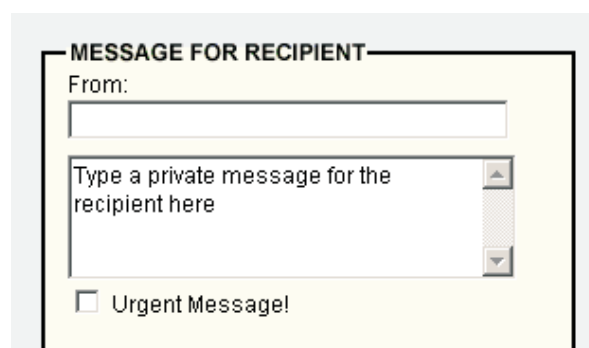 MESSAGE FOR RECIPIENT
From:
Type a private message for the
recipient here
Urgent Message!